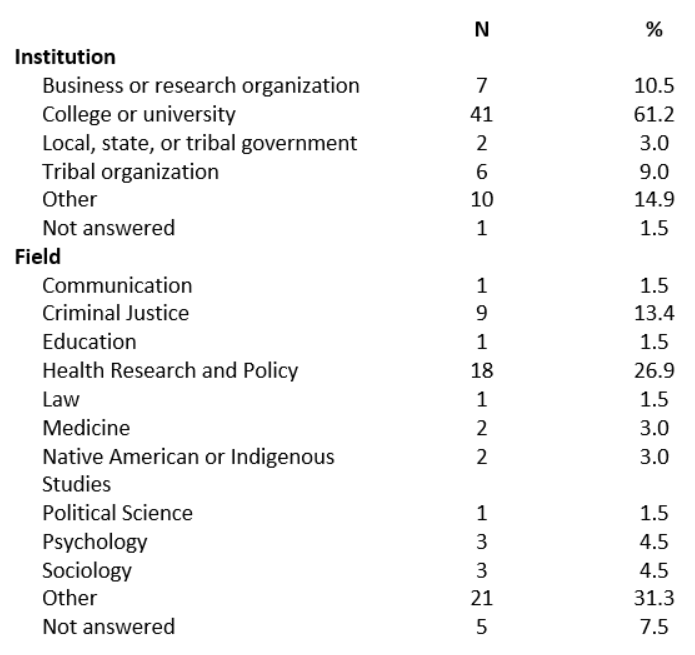 N %
Institution
Business or research organization 7 10.5
College or university 41 61.2
Local, state, or tribal government 2 3.0
Tribal organization 6 9.0
Other 10 14.9
Not answered 1 1.5
Field
Communication 1 1.5
Criminal Justice 9 13.4
Education 1 1.5
Health Research and Policy 18 26.9
Law 1 1.5
Medicine 2 3.0
Native American or Indigenous 2 3.0
Studies
Political Science 1 1.5
Psychology 3 4.5
Sociology 3 4.5
Other 21 31.3
Not answered 5 7.5